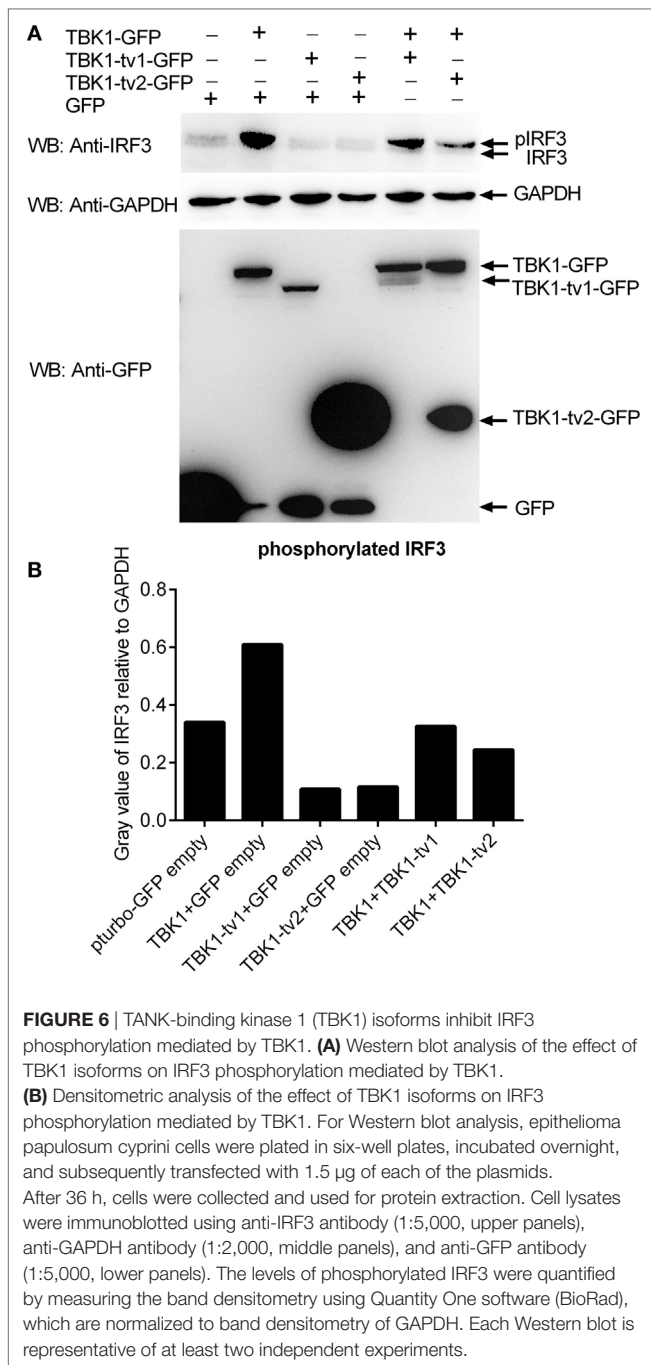 A
TBK1-GFP – + – – + +
TBK1-tv1-GFP – – + – + –
TBK1-tv2-GFP – – – + – +
GFP + + + + – –
WB: Anti-IRF3
pIRF3
IRF3
WB: Anti-GAPDH
GAPDH
WB: Anti-GFP
TBK1-GFP
TBK1-tv1-GFP
TBK1-tv2-GFP
GFP
B
phosphorylated IRF3
Gray value of IRF3 relative to GAPDH
0.8
0.6
0.4
0.2
0.0
pturbo-GFP empty
TBK1+GFP empty
TBK1-tv1+GFP empty
TBK1-tv2+GFP empty
TBK1+TBK1-tv1
TBK1+TBK1-tv2
FIGURE 6 | TANK-binding kinase 1 (TBK1) isoforms inhibit IRF3
phosphorylation mediated by TBK1. (A) Western blot analysis of the effect of
TBK1 isoforms on IRF3 phosphorylation mediated by TBK1.
(B) Densitometric analysis of the effect of TBK1 isoforms on IRF3
phosphorylation mediated by TBK1. For Western blot analysis, epithelioma
papulosum cyprini cells were plated in six-well plates, incubated overnight,
and subsequently transfected with 1.5 µg of each of the plasmids.
After 36 h, cells were collected and used for protein extraction. Cell lysates
were immunoblotted using anti-IRF3 antibody (1:5,000, upper panels),
anti-GAPDH antibody (1:2,000, middle panels), and anti-GFP antibody
(1:5,000, lower panels). The levels of phosphorylated IRF3 were quantified
by measuring the band densitometry using Quantity One software (BioRad),
which are normalized to band densitometry of GAPDH. Each Western blot is
representative of at least two independent experiments.